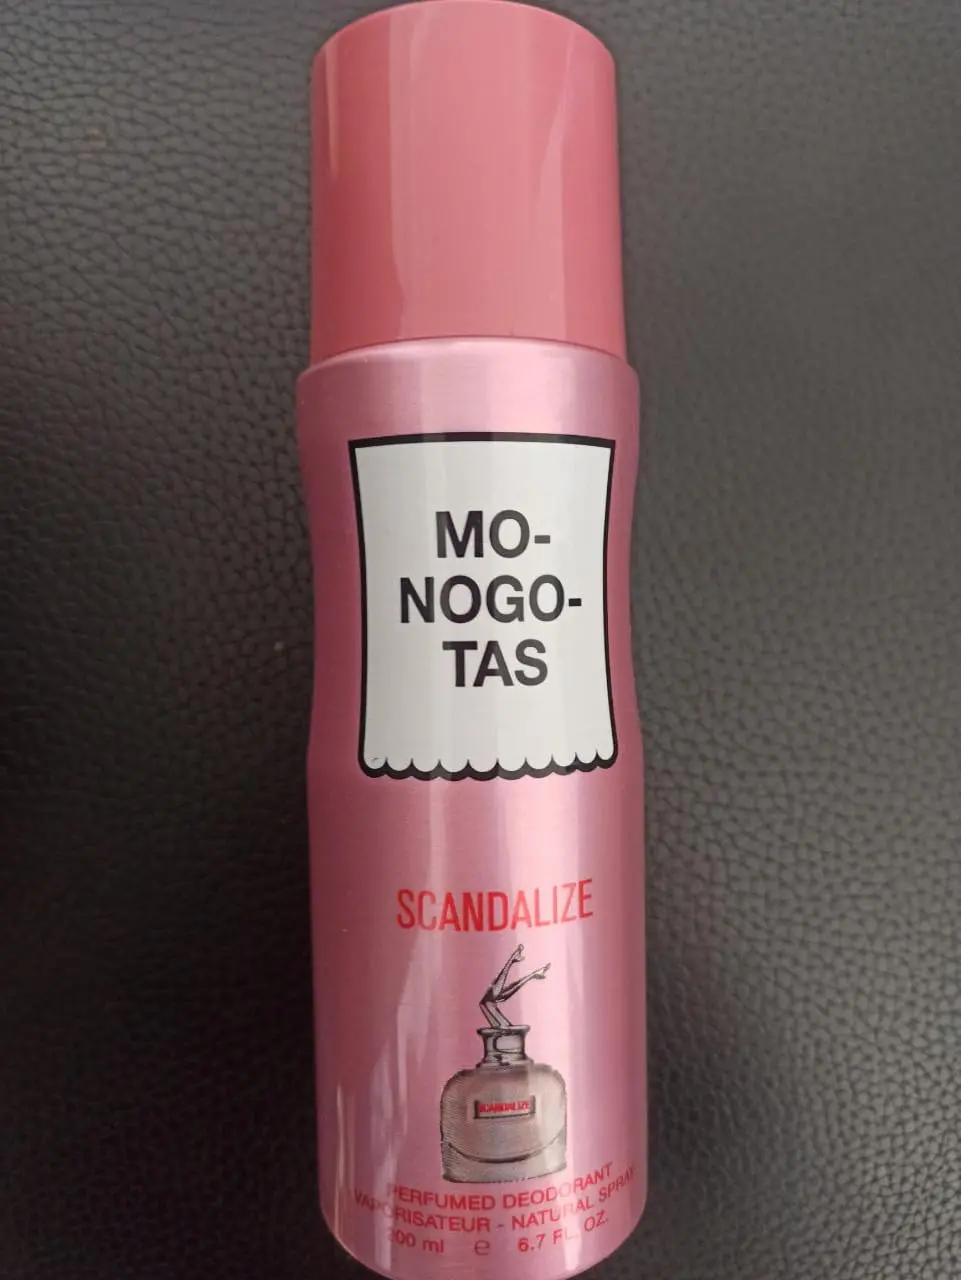 MO-
NOGO-
TAS
SCANDALIZE
SCANDALIZE
PERFUMED DEODORANT
VAPORISATEUR - NATURAL SPRAY
200 ml e 6.7 FL. OZ.